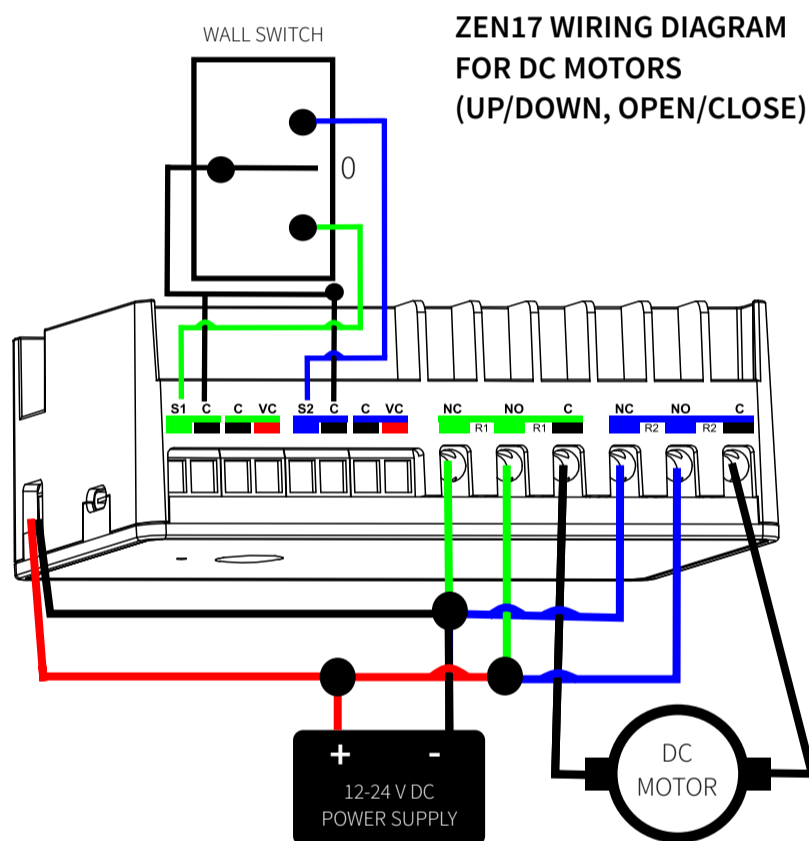 ZEN17 WIRING DIAGRAM
FOR DC MOTORS
(UP/DOWN, OPEN/CLOSE)
WALL SWITCH
0
S1 C C VC S2 C C VC NC NO C NC NO C
R1 R1 R2 R2
+ -
12-24 V DC
POWER SUPPLY
DC
MOTOR